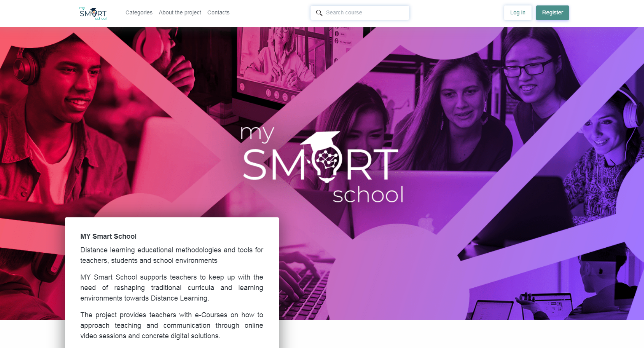 my SMART school
Categories About the project Contacts
Search course
Log in
Register
my
SMART
school
MY Smart School
Distance learning educational methodologies and tools for
teachers, students and school environments
MY Smart School supports teachers to keep up with the
need of reshaping traditional curricula and learning
environments towards Distance Learning.
The project provides teachers with e-Courses on how to
approach teaching and communication through online
video sessions and concrete digital solutions.